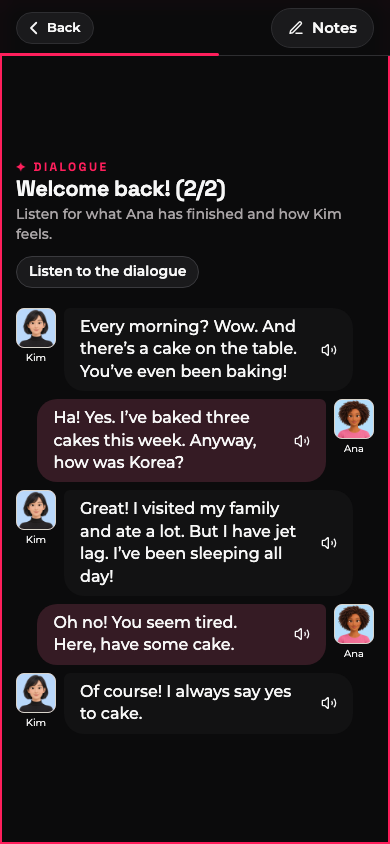 Back
Notes
DIALOGUE
Welcome back! (2/2)
Listen for what Ana has finished and how Kim
feels.
Listen to the dialogue
Kim
Every morning? Wow. And
there's a cake on the table.
You've even been baking!
Ha! Yes. I've baked three
cakes this week. Anyway,
how was Korea?
Ana
Kim
Great! I visited my family
and ate a lot. But I have jet
lag. I've been sleeping all
day!
Oh no! You seem tired.
Here, have some cake.
Ana
Kim
Of course! I always say yes
to cake.